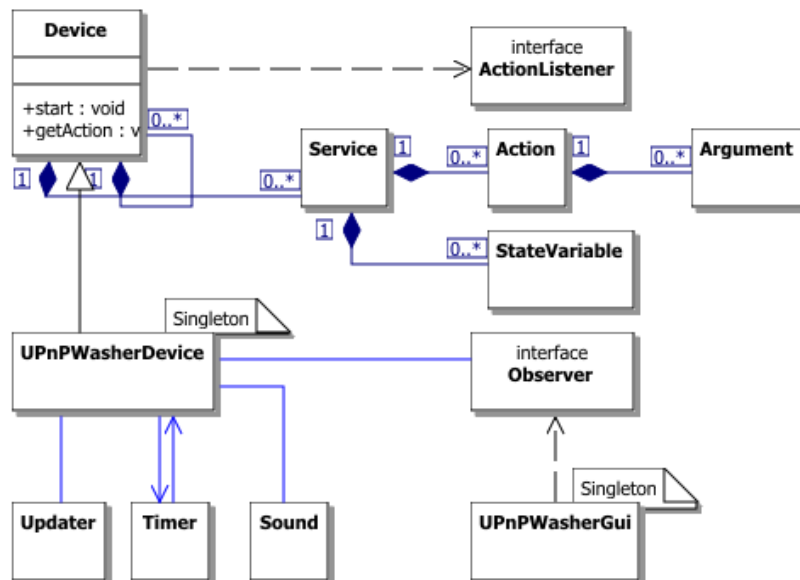 Device
interface
ActionListener
+start : void
+getAction : v
0..*
1
1
0..*
Service
1
0..*
Action
1
0..*
Argument
1
0..*
StateVariable
Singleton
UPnPWasherDevice
interface
Observer
Singleton
Updater
Timer
Sound
UPnPWasherGui